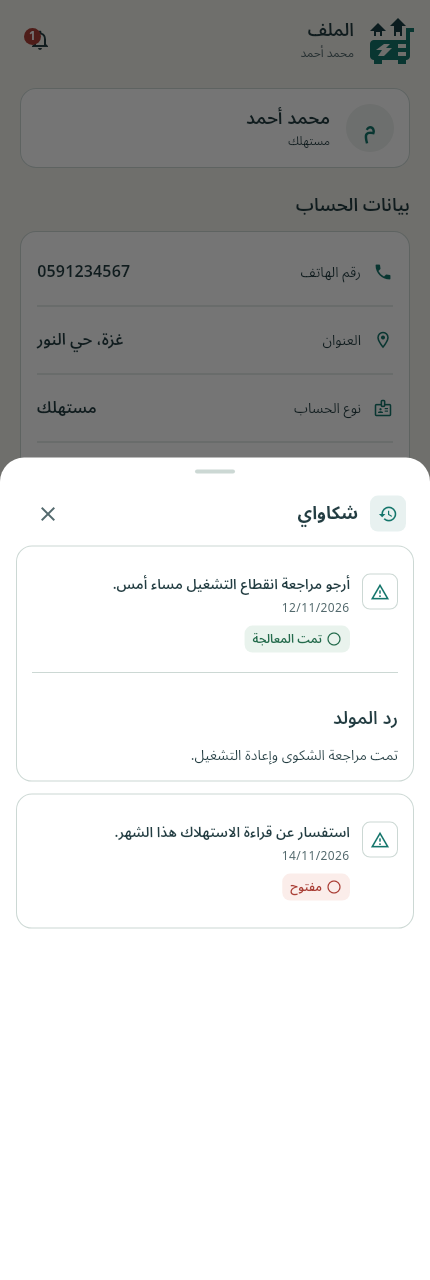 الملف
محمد أحمد
1
م
محمد أحمد
مستهلك
بيانات الحساب
رقم الهاتف
0591234567
العنوان
غزة، حي النور
نوع الحساب
مستهلك
شكاواي
أرجو مراجعة انقطاع التشغيل مساء أمس.
12/11/2026
تمت المعالجة
رد المولد
تمت مراجعة الشكوى وإعادة التشغيل.
استفسار عن قراءة الاستهلاك هذا الشهر.
14/11/2026
مفتوح